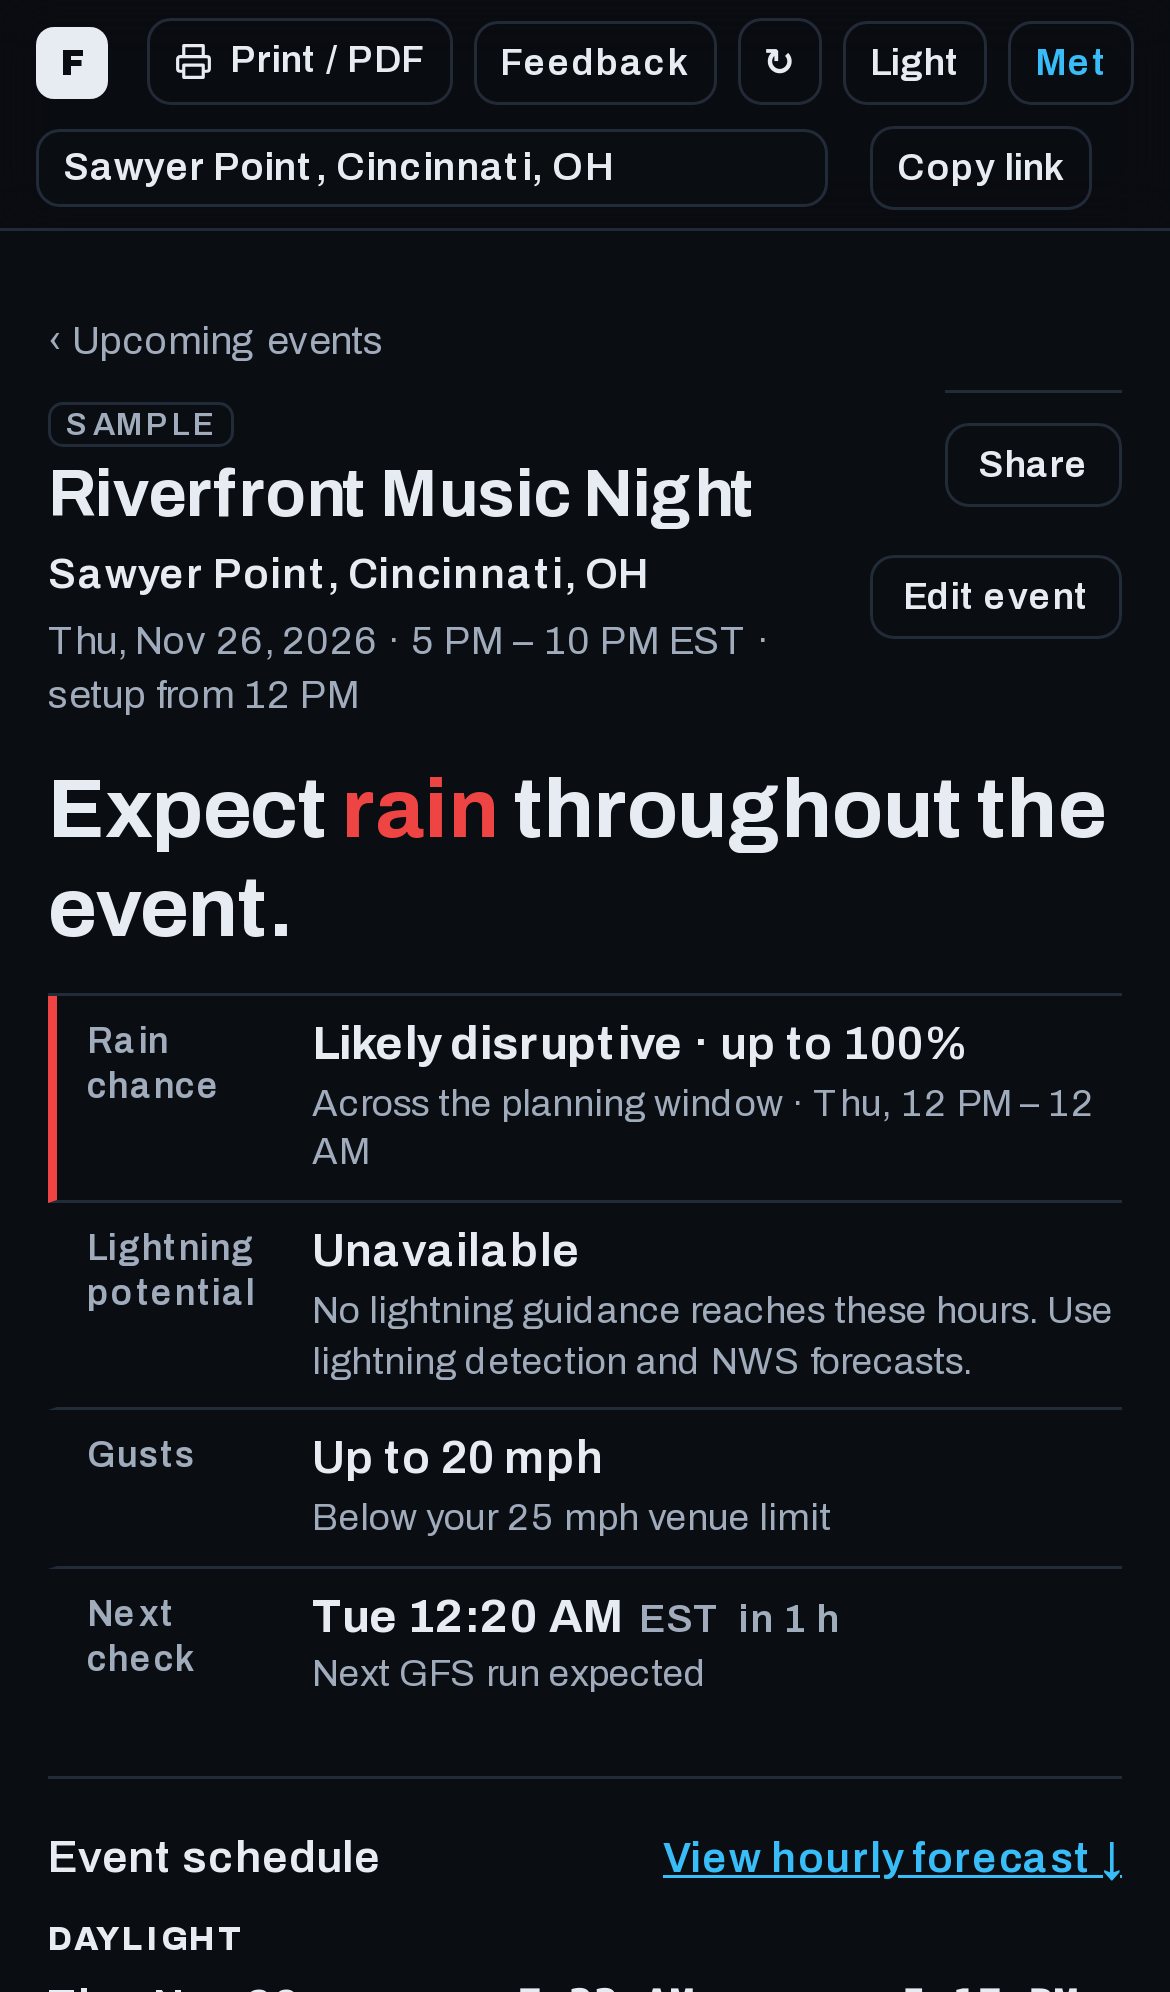 F
Print / PDF
Feedback
↻
Light
Met
Sawyer Point, Cincinnati, OH
Copy link
‹ Upcoming events
SAMPLE
Riverfront Music Night
Share
Sawyer Point, Cincinnati, OH
Edit event
Thu, Nov 26, 2026 · 5 PM – 10 PM EST ·
setup from 12 PM
Expect rain throughout the
event.
Rain
chance
Likely disruptive · up to 100%
Across the planning window · Thu, 12 PM – 12
AM
Lightning
potential
Unavailable
No lightning guidance reaches these hours. Use
lightning detection and NWS forecasts.
Gusts
Up to 20 mph
Below your 25 mph venue limit
Next
check
Tue 12:20 AM EST in 1 h
Next GFS run expected
Event schedule
View hourly forecast ↓
DAYLIGHT